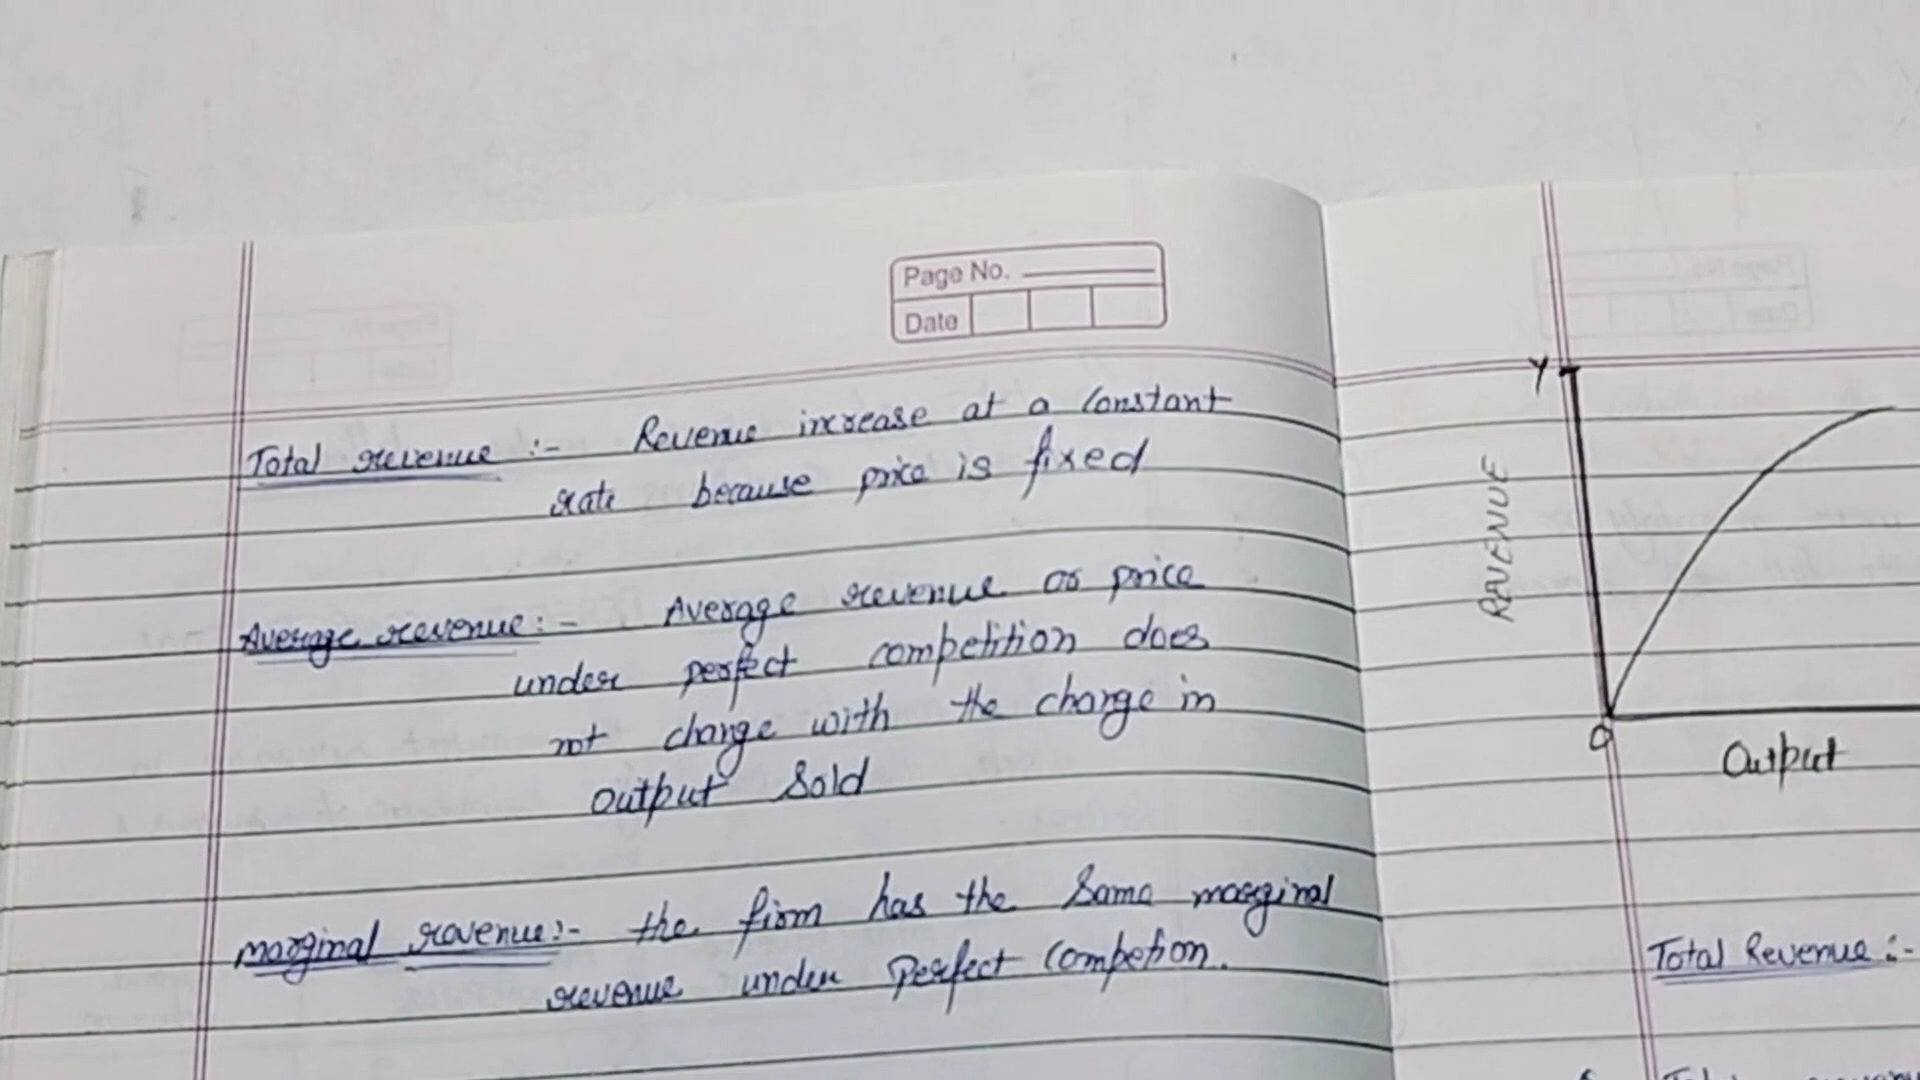 Page No.
Date
Total revenue :- Revenue increase at a constant
rate because price is fixed
Average revenue :- Average revenue or price
under perfect competition does
not change with the change in
output sold
marginal revenue :- the firm has the same marginal
revenue under perfect competion.
Y
REVENUE
O
Output
Total Revenue :-